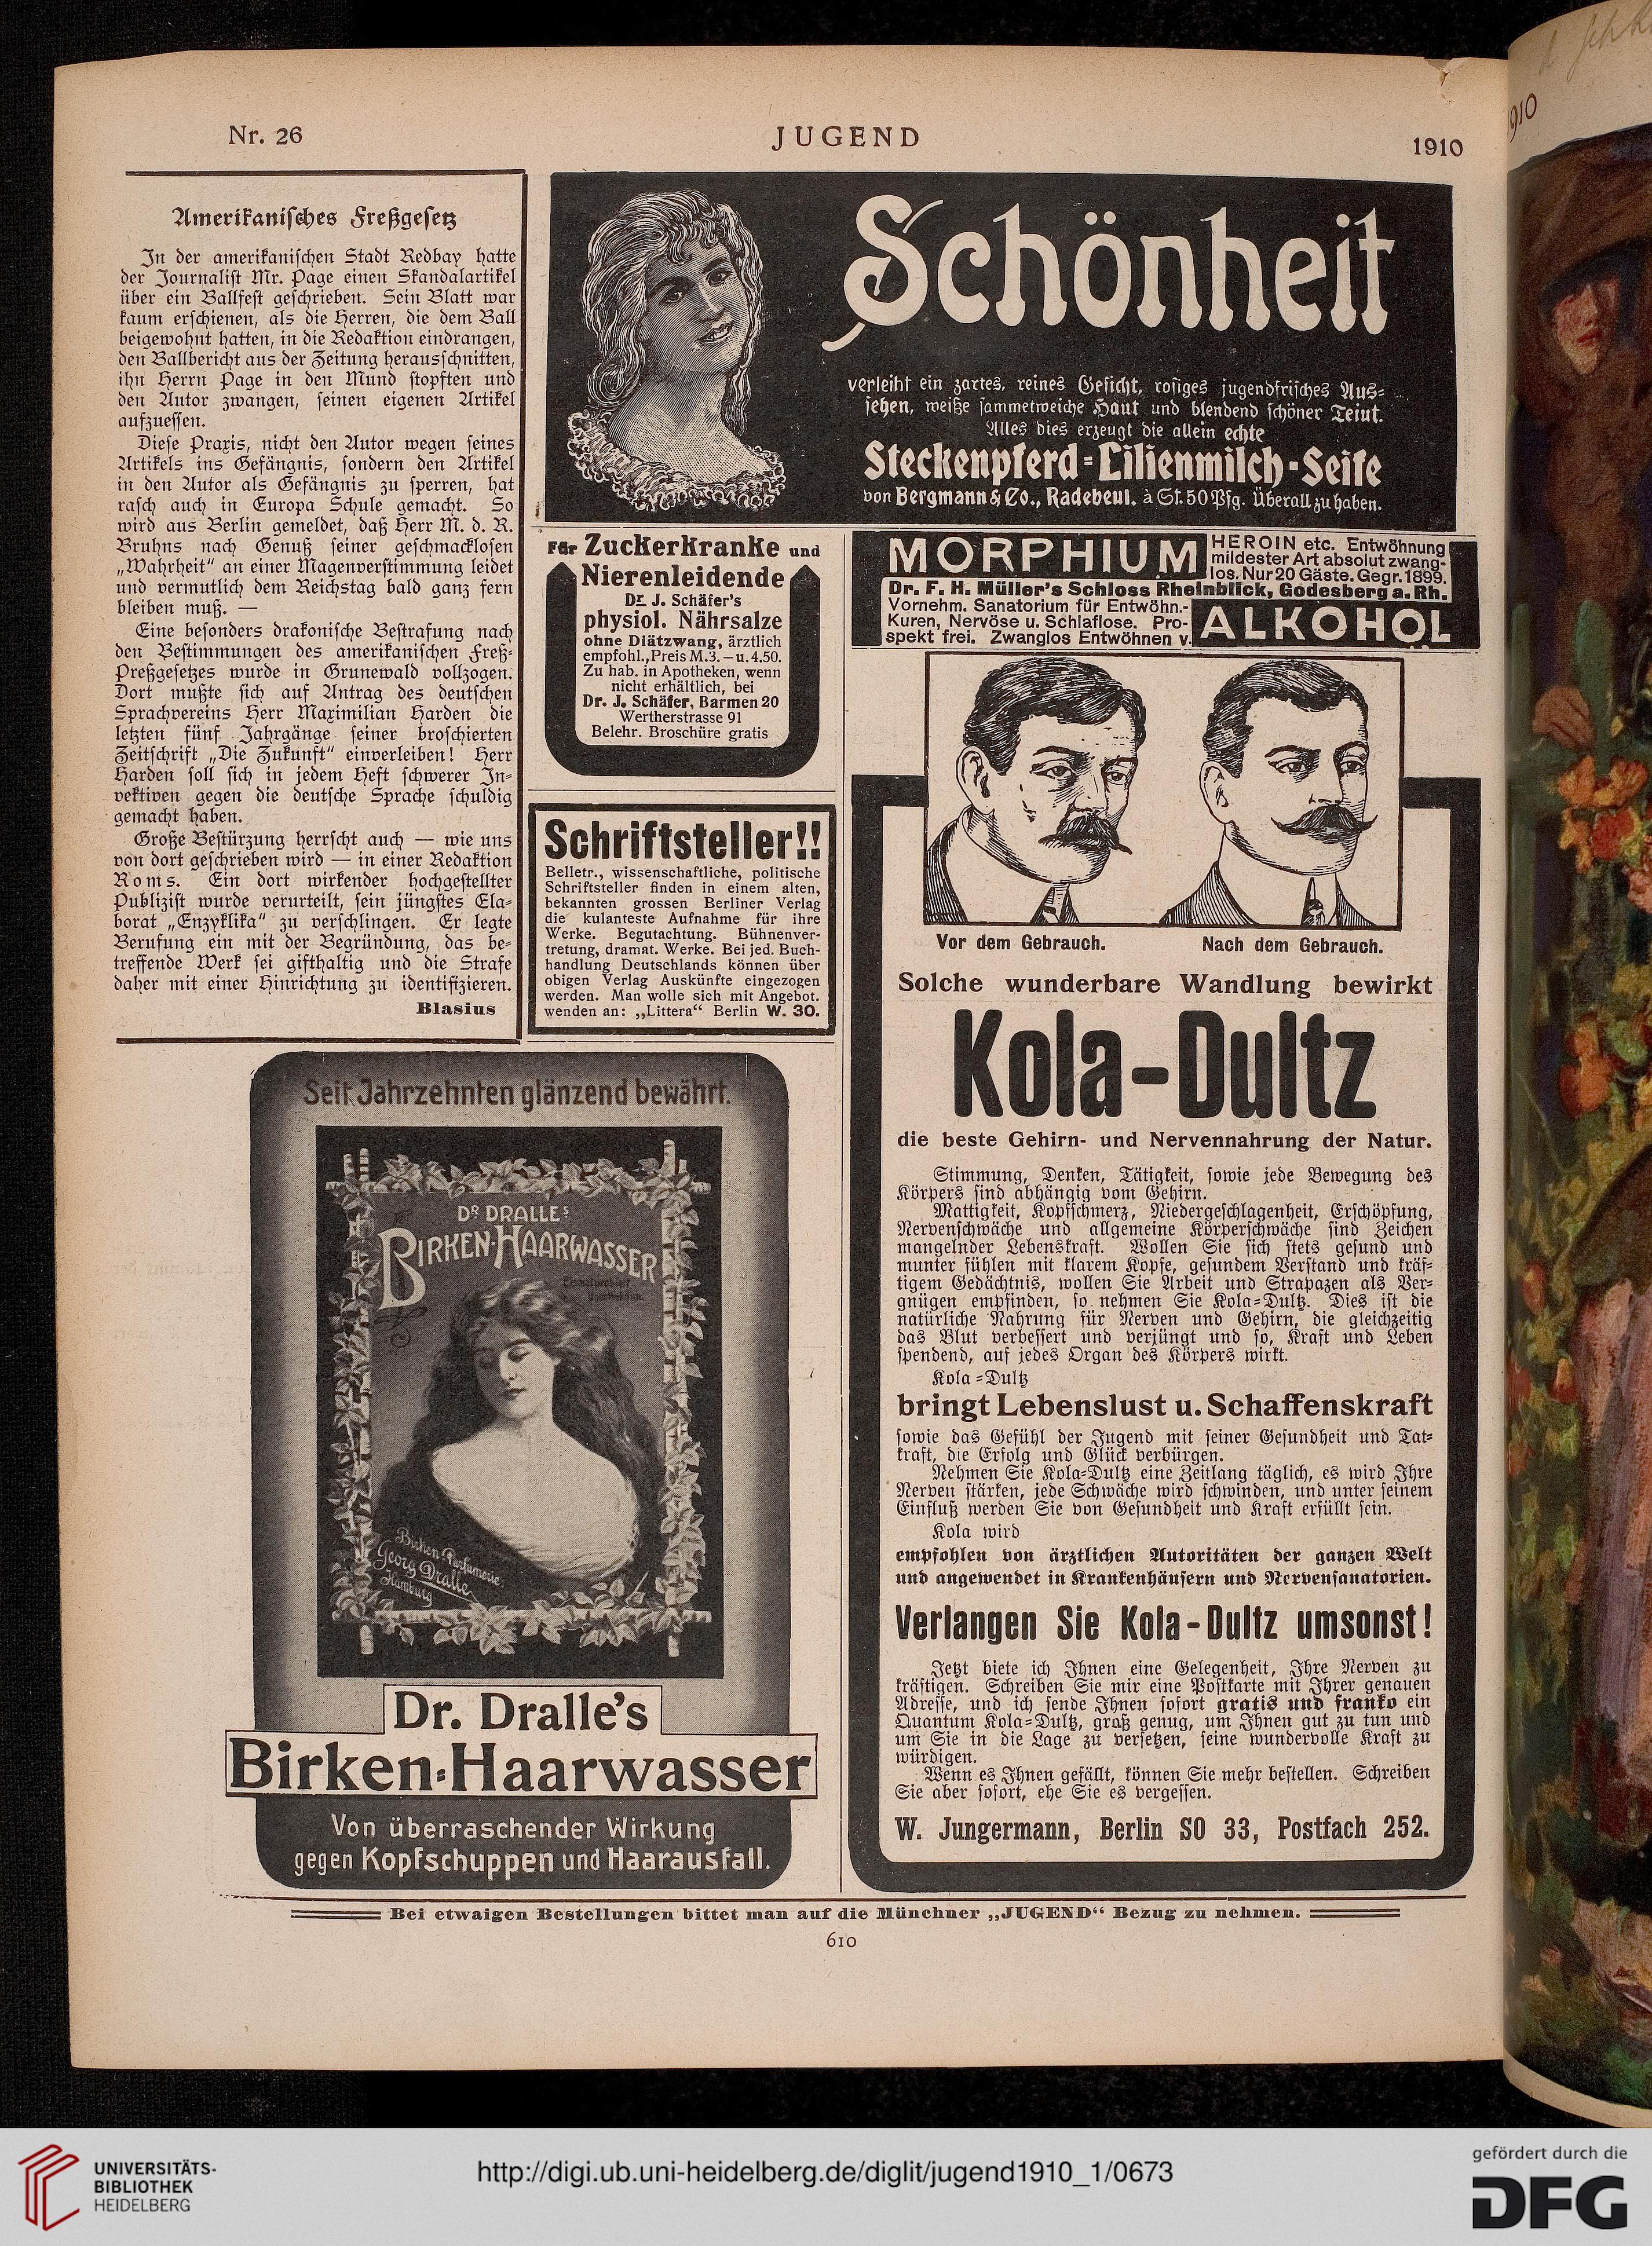 Nr. 26
JUGEND
1910
Amerikanisches Freßgesetz
In der amerikanischen Stadt Redbay hatte
der Journalist Mr. Page einen Skandalartikel
über ein Ballfest geschrieben. Sein Blatt war
kaum erschienen, als die Herren, die dem Ball
beigewohnt hatten, in die Redaktion eindrangen,
den Ballbericht aus der Zeitung herausschnitten,
ihn Herrn Page in den Mund stopften und
den Autor zwangen, seinen eigenen Artikel
aufzuessen.
Diese Praxis, nicht den Autor wegen seines
Artikels ins Gefängnis, sondern den Artikel
in den Autor als Gefängnis zu sperren, hat
rasch auch in Europa Schule gemacht. So
wird aus Berlin gemeldet, daß Herr M. d. R.
Bruhns nach Genuß seiner geschmacklosen
„Wahrheit“ an einer Magenverstimmung leidet
und vermutlich dem Reichstag bald ganz fern
bleiben muß. —
Eine besonders drakonische Bestrafung nach
den Bestimmungen des amerikanischen Freß-
Preßgesetzes wurde in Grunewald vollzogen.
Dort mußte sich auf Antrag des deutschen
Sprachvereins Herr Maximilian Harden die
letzten fünf Jahrgänge seiner broschierten
Zeitschrift „Die Zukunft“ einverleiben! Herr
Harden soll sich in jedem Heft schwerer In-
vektiven gegen die deutsche Sprache schuldig
gemacht haben.
Große Bestürzung herrscht auch — wie uns
von dort geschrieben wird — in einer Redaktion
Roms. Ein dort wirkender hochgestellter
Publizist wurde verurteilt, sein jüngstes Ela-
borat „Enzyklika“ zu verschlingen. Er legte
Berufung ein mit der Begründung, das be-
treffende Werk sei gifthaltig und die Strafe
daher mit einer Hinrichtung zu identifizieren.
Blasius
Schönheit
verleiht ein zartes, reines Gesicht, rosiges jugendfrisches Aus-
sehen, weiße sammetweiche Haut und blendend schöner Teint.
Alles dies erzeugt die allein echte
Steckenpferd-Lilienmilch-Seife
von Bergmann & Co., Radebeul. à St. 50 Pfg. Überall zu haben.
Für Zuckerkranke und
Nierenleidende
Dr. J. Schäfer's
physiol. Nährsalze
ohne Diätzwang, ärztlich
empfohl., Preis M. 3.— u. 4.50.
Zu hab. in Apotheken, wenn
nicht erhältlich, bei
Dr. J. Schäfer, Barmen 20
Wertherstrasse 91
Belehr. Broschüre gratis
MORPHIUM
HEROIN etc. Entwöhnung
mildester Art absolut zwang-
los. Nur 20 Gäste. Gegr. 1899.
Dr. F. H. Müller's Schloss Rheinblick, Godesberg a. Rh.
Vornehm. Sanatorium für Entwöhn.-
Kuren, Nervöse u. Schlaflose. Pro-
spekt frei. Zwanglos Entwöhnen v.
ALKOHOL
Schriftsteller!!
Belletr., wissenschaftliche, politische
Schriftsteller finden in einem alten,
bekannten grossen Berliner Verlag
die kulanteste Aufnahme für ihre
Werke. Begutachtung. Bühnenver-
tretung, dramat. Werke. Bei jed. Buch-
handlung Deutschlands können über
obigen Verlag Auskünfte eingezogen
werden. Man wolle sich mit Angebot.
wenden an: „Littera“ Berlin W. 30.
Vor dem Gebrauch.
Nach dem Gebrauch.
Solche wunderbare Wandlung bewirkt
Kola-Dultz
die beste Gehirn- und Nervennahrung der Natur.
Stimmung, Denken, Tätigkeit, sowie jede Bewegung des
Körpers sind abhängig vom Gehirn.
Mattigkeit, Kopfschmerz, Niedergeschlagenheit, Erschöpfung,
Nervenschwäche und allgemeine Körperschwäche sind Zeichen
mangelnder Lebenskraft. Wollen Sie sich stets gesund und
munter fühlen mit klarem Kopfe, gesundem Verstand und kräf-
tigem Gedächtnis, wollen Sie Arbeit und Strapazen als Ver-
gnügen empfinden, so nehmen Sie Kola-Dultz. Dies ist die
natürliche Nahrung für Nerven und Gehirn, die gleichzeitig
das Blut verbessert und verjüngt und so, Kraft und Leben
spendend, auf jedes Organ des Körpers wirkt.
Kola-Dultz
bringt Lebenslust u. Schaffenskraft
sowie das Gefühl der Jugend mit seiner Gesundheit und Tat-
kraft, die Erfolg und Glück verbürgen.
Nehmen Sie Kola-Dultz eine Zeitlang täglich, es wird Ihre
Nerven stärken, jede Schwäche wird schwinden, und unter seinem
Einfluß werden Sie von Gesundheit und Kraft erfüllt sein.
Kola wird
empfohlen von ärztlichen Autoritäten der ganzen Welt
und angewendet in Krankenhäusern und Nervensanatorien.
Verlangen Sie Kola-Dultz umsonst!
Jetzt biete ich Ihnen eine Gelegenheit, Ihre Nerven zu
kräftigen. Schreiben Sie mir eine Postkarte mit Ihrer genauen
Adresse, und ich sende Ihnen sofort gratis und franko ein
Quantum Kola-Dultz, groß genug, um Ihnen gut zu tun und
um Sie in die Lage zu versetzen, seine wundervolle Kraft zu
würdigen.
Wenn es Ihnen gefällt, können Sie mehr bestellen. Schreiben
Sie aber sofort, ehe Sie es vergessen.
W. Jungermann, Berlin SO 33, Postfach 252.
Seit Jahrzehnten glänzend bewährt.
DR DRALLE'S
BIRKEN-HAARWASSER
Birken Parfumerie
Georg Dralle
Hamburg
Dr. Dralle's
Birken-Haarwasser
Von überraschender Wirkung
gegen Kopfschuppen und Haarausfall.
Bei etwaigen Bestellungen bittet man auf die Münchner „JUGEND“ Bezug zu nehmen.
610
1910
UNIVERSITÄTS-
BIBLIOTHEK
HEIDELBERG
http://digi.ub.uni-heidelberg.de/diglit/jugend1910_1/0673
gefördert durch die
DFG